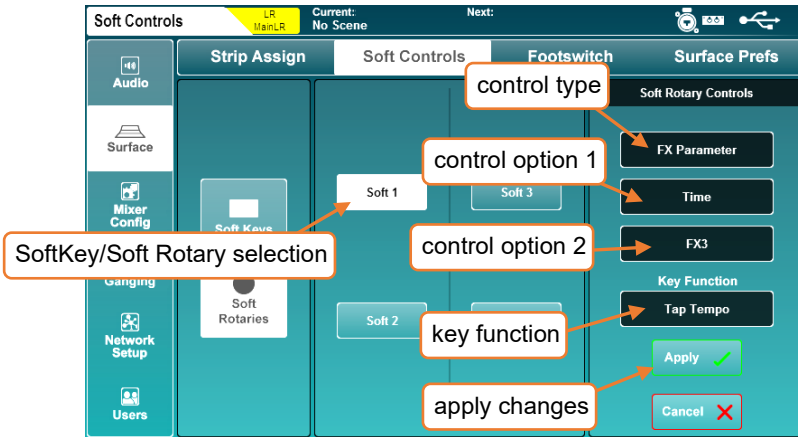 Soft Controls
LR
MainLR
Current:
No Scene
Next:
Strip Assign
Soft Controls
Footswitch
Surface Prefs
Audio
Surface
Mixer
Config
Ganging
Network
Setup
Users
Soft Keys
Soft
Rotaries
Soft 1
Soft 3
Soft 2
Soft Rotary Controls
FX Parameter
Time
FX3
Key Function
Tap Tempo
Apply
Cancel
control type
control option 1
SoftKey/Soft Rotary selection
control option 2
key function
apply changes